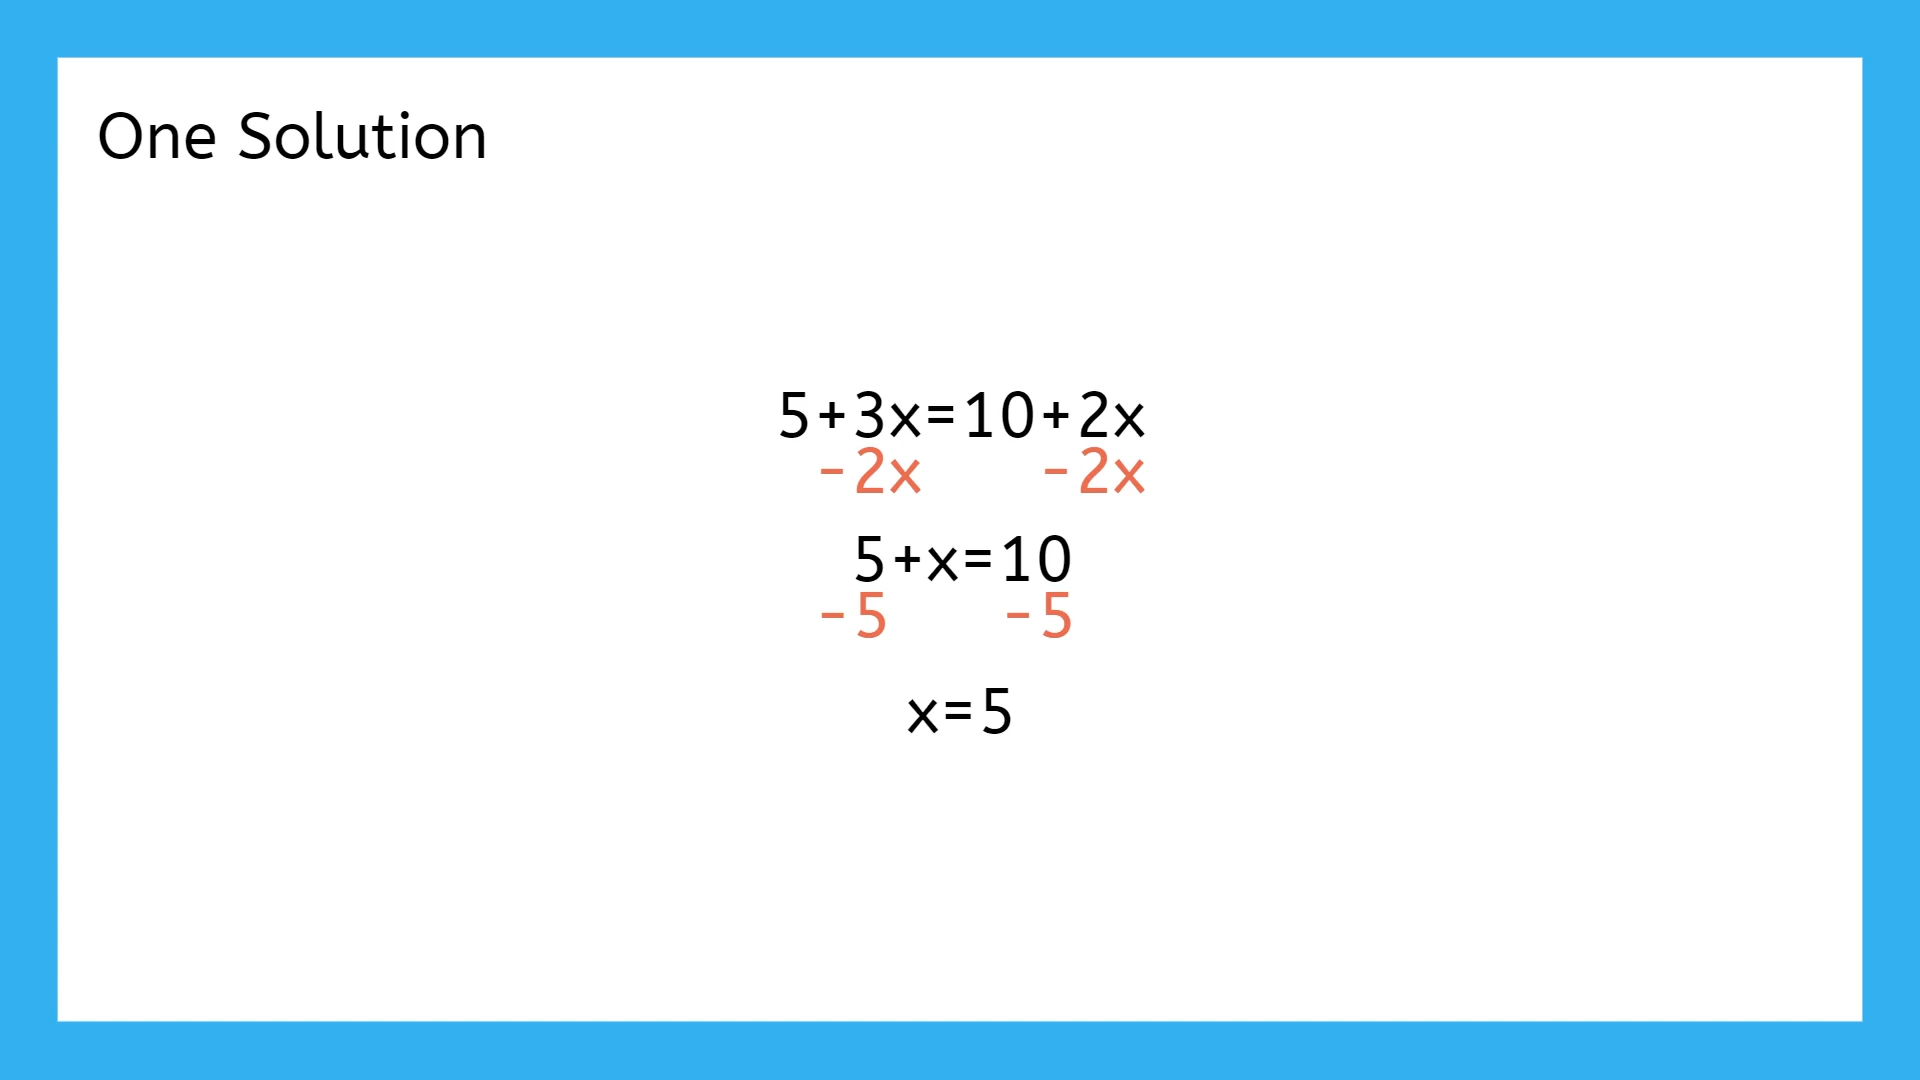 One Solution
5+3x=10+2x
-2x -2x
5+x=10
-5 -5
x=5